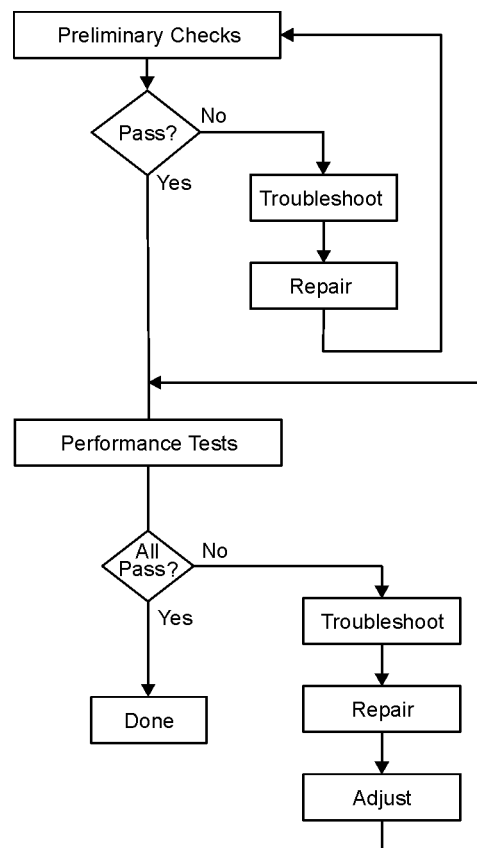 Preliminary Checks
Pass?
No
Yes
Troubleshoot
Repair
Performance Tests
All
Pass?
No
Yes
Troubleshoot
Done
Repair
Adjust